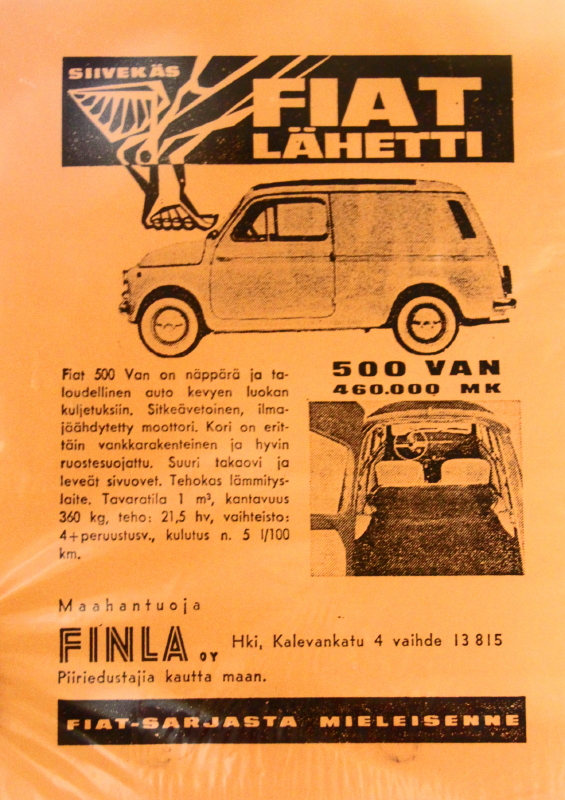 SIIVEKÄS
FIAT
LÄHETTI
500 VAN
460.000 MK
Fiat 500 Van on näppärä ja ta-
loudellinen auto kevyen luokan
kuljetuksiin. Sitkeävetoinen, ilma-
jäähdytetty moottori. Kori on erit-
täin vankkarakenteinen ja hyvin
ruostesuojattu. Suuri takaovi ja
leveät sivuovet. Tehokas lämmitys-
laite. Tavaratila 1 m³, kantavuus
360 kg, teho: 21,5 hv, vaihteisto:
4+peruustusv., kulutus n. 5 l/100
km.
Maahantuoja
FINLA OY Hki, Kalevankatu 4 vaihde 13 815
Piiriedustajia kautta maan.
FIAT-SARJASTA MIELEISENNE